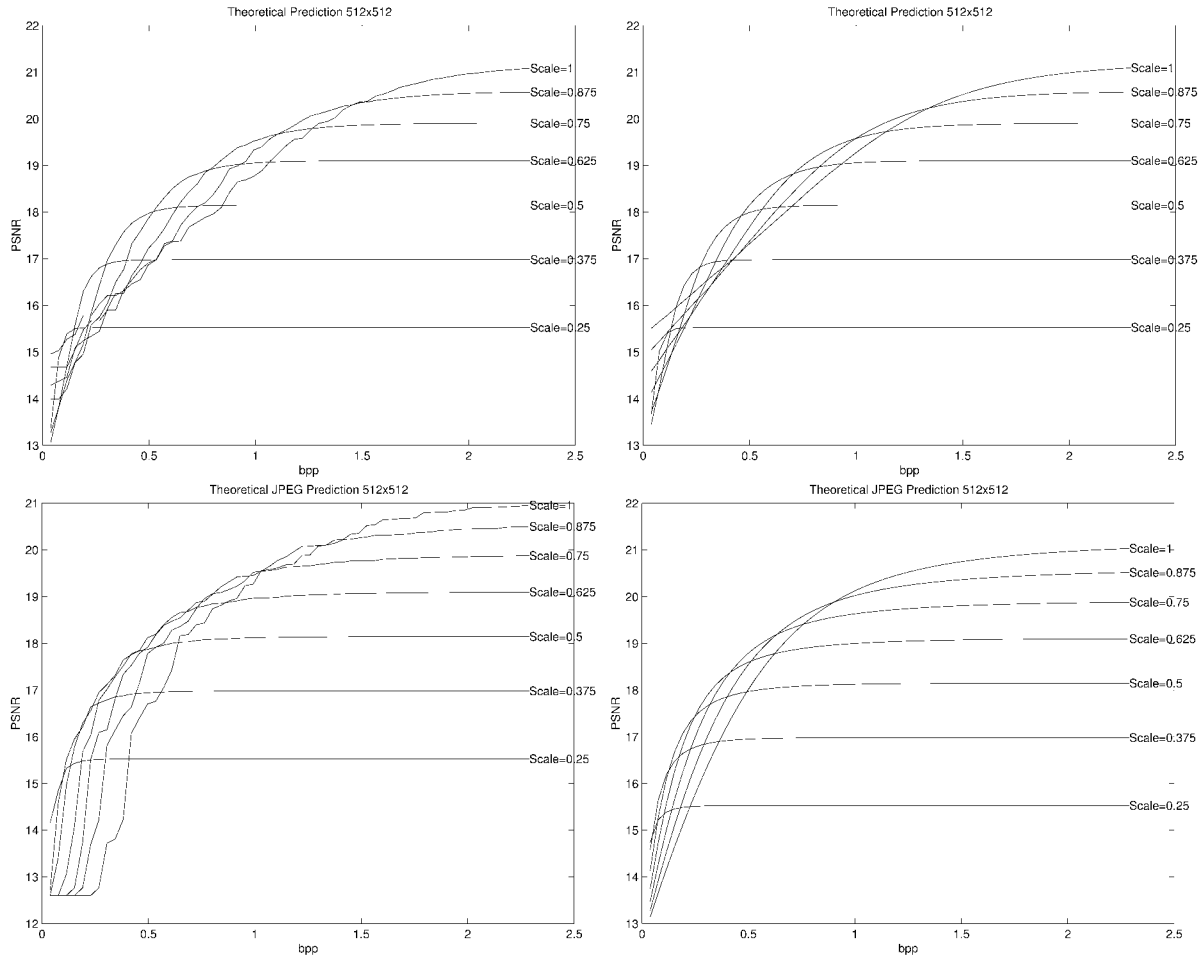 Theoretical Prediction 512x512
22
21
20
19
18
17
16
15
14
13
PSNR
0
0.5
1
1.5
2
2.5
bpp
Scale=1
Scale=0.875
Scale=0.75
Scale=0.625
Scale=0.5
Scale=0.375
Scale=0.25
Theoretical Prediction 512x512
22
21
20
19
18
17
16
15
14
13
PSNR
0
0.5
1
1.5
2
2.5
bpp
Scale=1
Scale=0.875
Scale=0.75
Scale=0.625
Scale=0.5
Scale=0.375
Scale=0.25
Theoretical JPEG Prediction 512x512
21
20
19
18
17
16
15
14
13
12
PSNR
0
0.5
1
1.5
2
2.5
bpp
Scale=1
Scale=0.875
Scale=0.75
Scale=0.625
Scale=0.5
Scale=0.375
Scale=0.25
Theoretical JPEG Prediction 512x512
22
21
20
19
18
17
16
15
14
13
PSNR
0
0.5
1
1.5
2
2.5
bpp
Scale=1
Scale=0.875
Scale=0.75
Scale=0.625
Scale=0.5
Scale=0.375
Scale=0.25